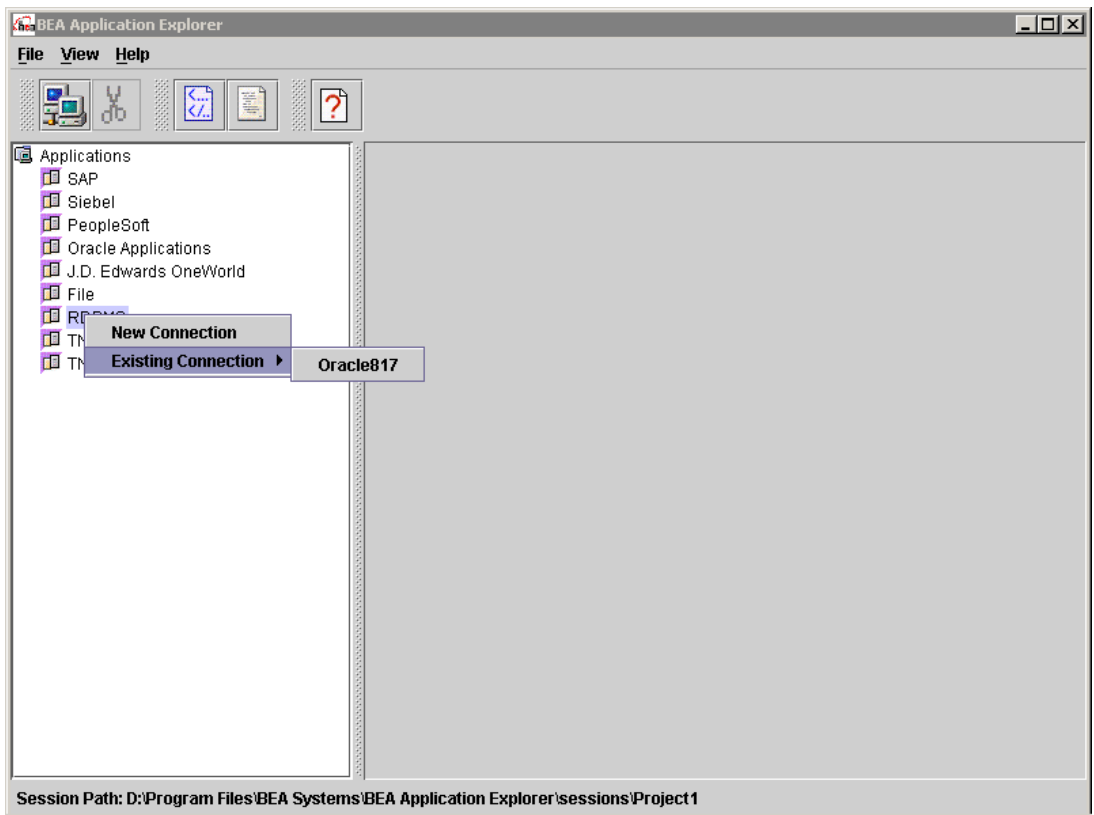 BEA Application Explorer
File View Help
Applications
SAP
Siebel
PeopleSoft
Oracle Applications
J.D. Edwards OneWorld
File
RDBMS
New Connection
Existing Connection
Oracle817
Session Path: D:\Program Files\BEA Systems\BEA Application Explorer\sessions\Project1